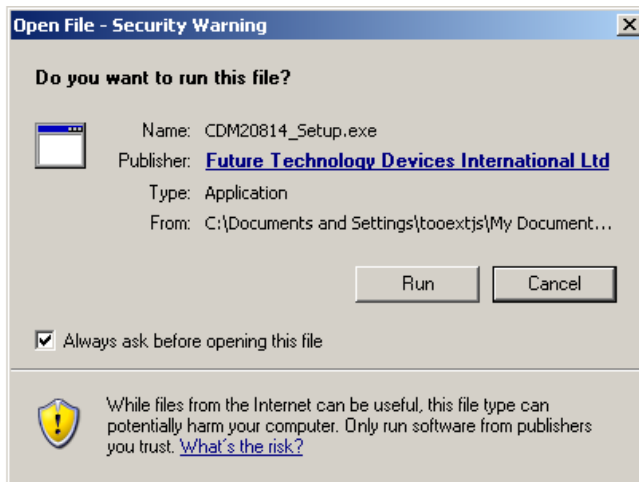 Open File - Security Warning
Do you want to run this file?
Name: CDM20814_Setup.exe
Publisher: Future Technology Devices International Ltd
Type: Application
From: C:\Documents and Settings\tooextjs\My Document...
Run Cancel
Always ask before opening this file
While files from the Internet can be useful, this file type can
potentially harm your computer. Only run software from publishers
you trust. What's the risk?